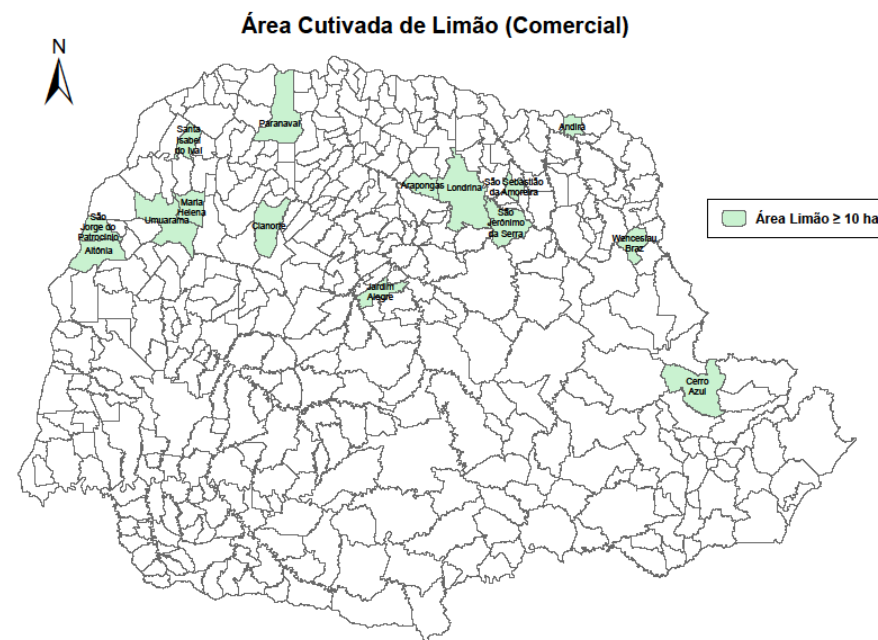 Área Cutivada de Limão (Comercial)
N
Paranavaí
Santa
Isabel
do Ivaí
Andirá
Arapongas
Londrina
São Sebastião
da Amoreira
Maria
Helena
Umuarama
Cianorte
São
Jorge do
Patrocínio
Altônia
São
Jerônimo
da Serra
Wenceslau
Braz
Área Limão ≥ 10 ha
Jardim
Alegre
Cerro
Azul